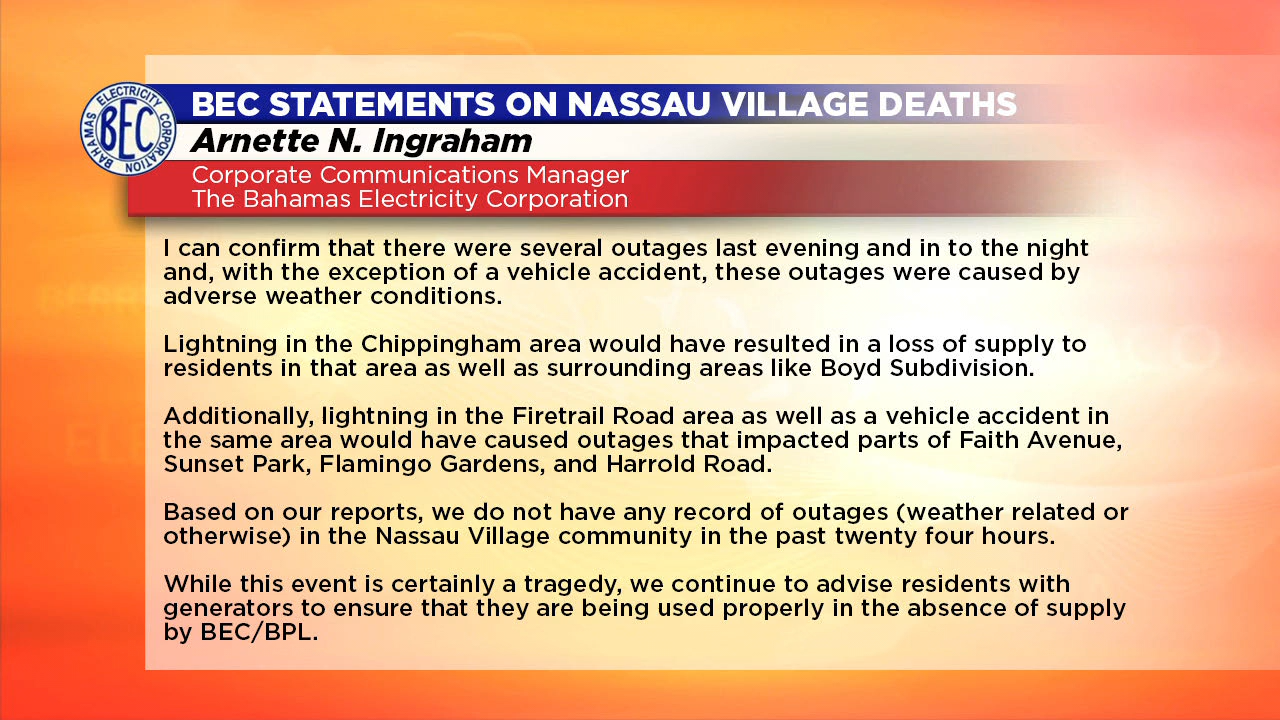 BAHAMAS ELECTRICITY CORPORATION
BEC
BEC STATEMENTS ON NASSAU VILLAGE DEATHS
Arnette N. Ingraham
Corporate Communications Manager
The Bahamas Electricity Corporation
I can confirm that there were several outages last evening and in to the night
and, with the exception of a vehicle accident, these outages were caused by
adverse weather conditions.
Lightning in the Chippingham area would have resulted in a loss of supply to
residents in that area as well as surrounding areas like Boyd Subdivision.
Additionally, lightning in the Firetrail Road area as well as a vehicle accident in
the same area would have caused outages that impacted parts of Faith Avenue,
Sunset Park, Flamingo Gardens, and Harrold Road.
Based on our reports, we do not have any record of outages (weather related or
otherwise) in the Nassau Village community in the past twenty four hours.
While this event is certainly a tragedy, we continue to advise residents with
generators to ensure that they are being used properly in the absence of supply
by BEC/BPL.